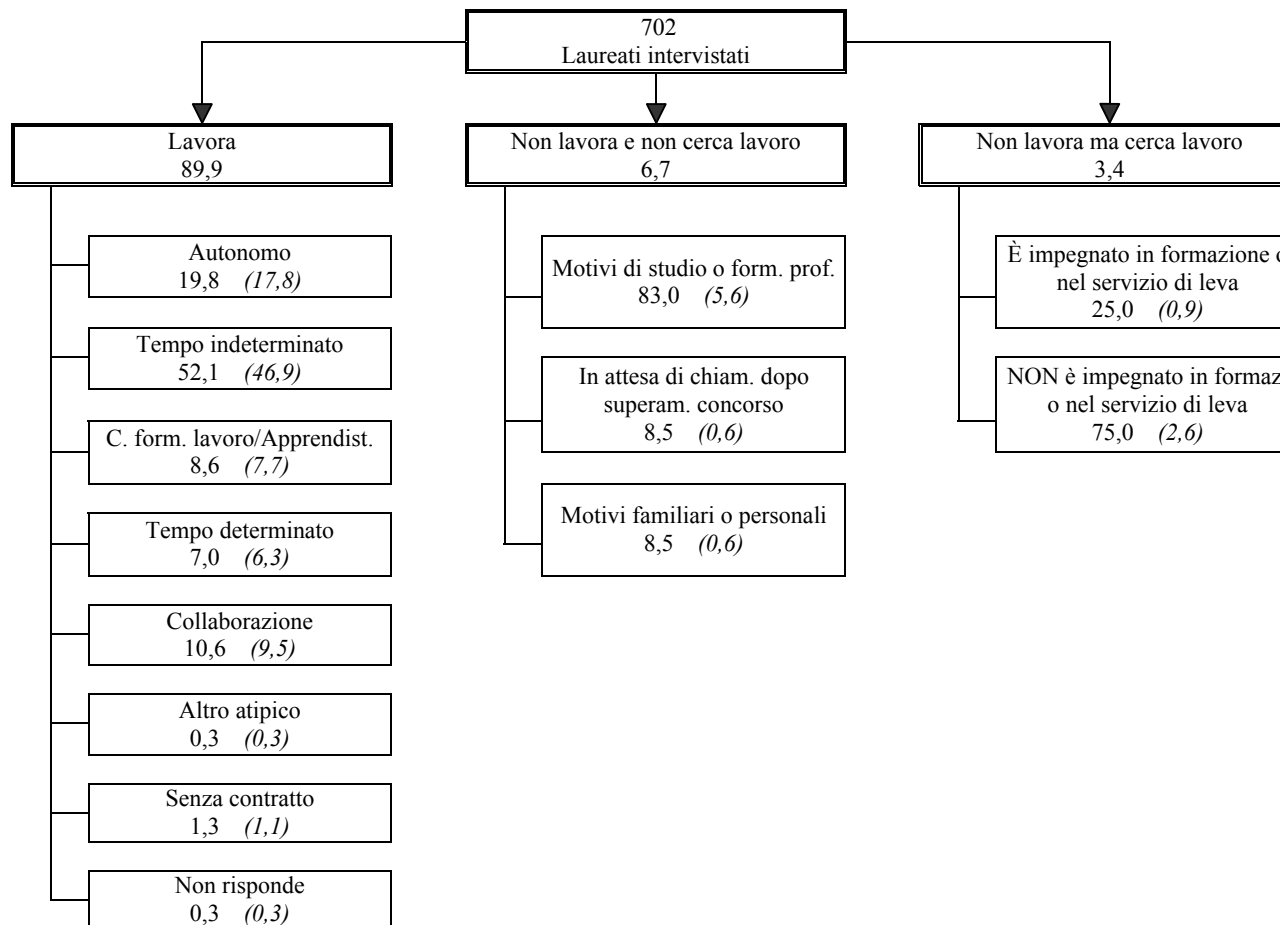 702
Laureati intervistati
Lavora
89,9
Autonomo
19,8 (17,8)
Tempo indeterminato
52,1 (46,9)
C. form. lavoro/Apprendist.
8,6 (7,7)
Tempo determinato
7,0 (6,3)
Collaborazione
10,6 (9,5)
Altro atipico
0,3 (0,3)
Senza contratto
1,3 (1,1)
Non risponde
0,3 (0,3)
Non lavora e non cerca lavoro
6,7
Motivi di studio o form. prof.
83,0 (5,6)
In attesa di chiam. dopo
superam. concorso
8,5 (0,6)
Motivi familiari o personali
8,5 (0,6)
Non lavora ma cerca lavoro
3,4
È impegnato in formazione
nel servizio di leva
25,0 (0,9)
NON è impegnato in formaz
o nel servizio di leva
75,0 (2,6)